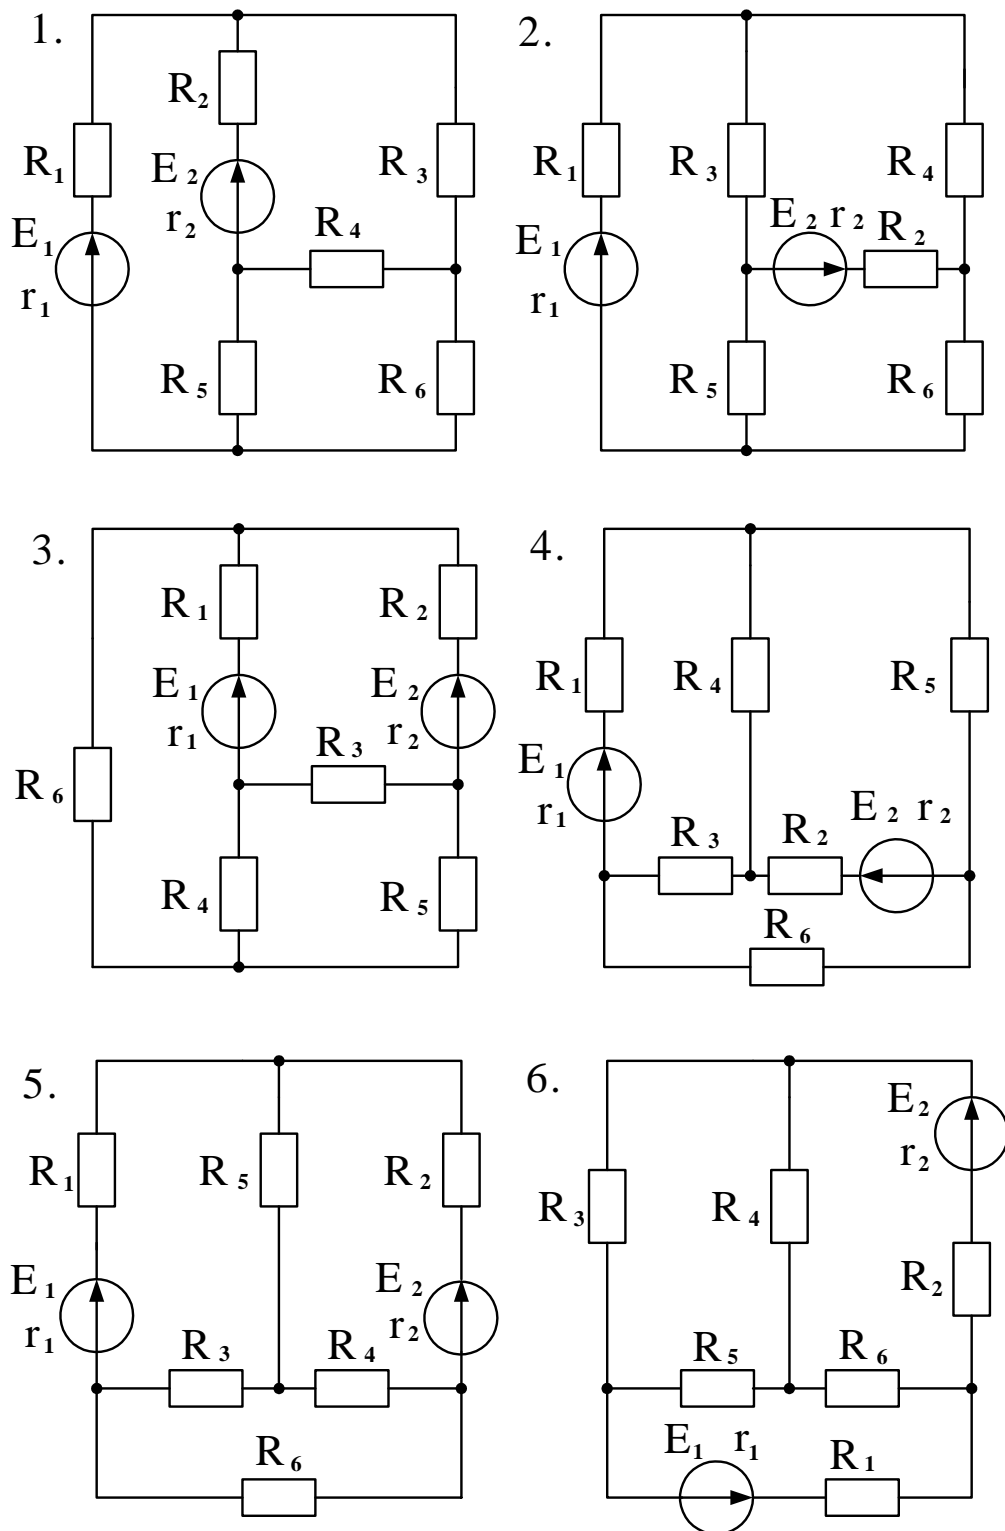 1.
R₂
R₁
E₂
r₂
R₃
E₁
r₁
R₄
R₅
R₆
2.
R₁
R₃
R₄
E₂ r₂
R₂
E₁
r₁
R₅
R₆
3.
R₁
R₂
E₁
r₁
E₂
r₂
R₃
R₆
R₄
R₅
4.
R₁
R₄
R₅
E₁
r₁
R₃
R₂
E₂ r₂
R₆
5.
R₁
R₅
R₂
E₁
r₁
E₂
r₂
R₃
R₄
R₆
6.
E₂
r₂
R₃
R₄
R₂
R₅
R₆
E₁ r₁
R₁